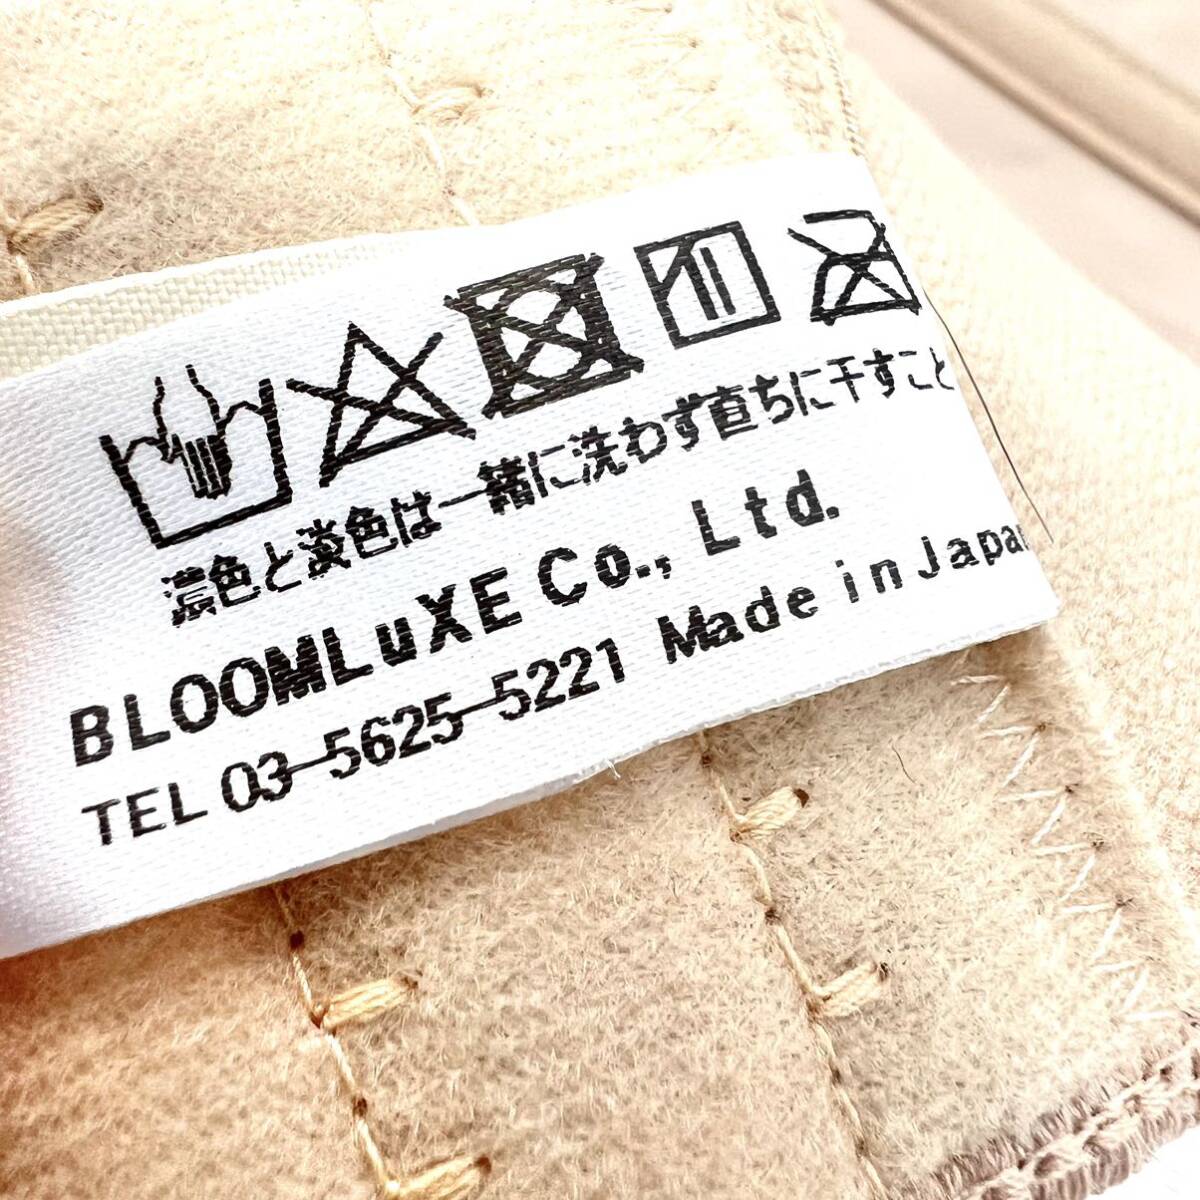 濃色と淡色は一緒に洗わず直ちに干すこと
BLOOMLuXE Co., Ltd.
TEL 03-5625-5221 Made in Japan